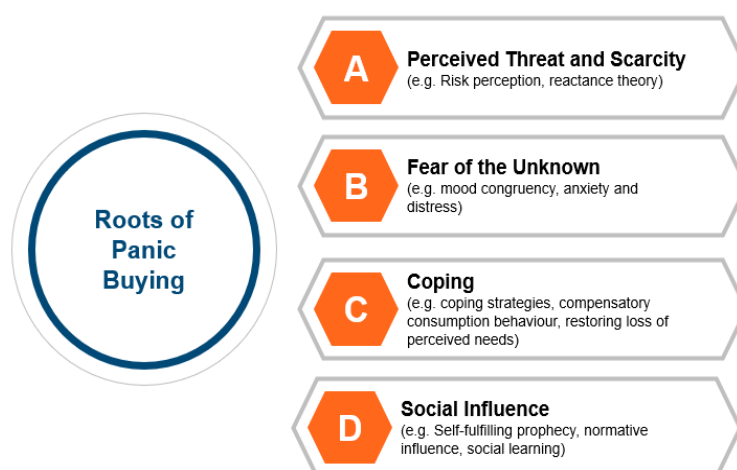 Roots of
Panic
Buying
A
Perceived Threat and Scarcity
(e.g. Risk perception, reactance theory)
B
Fear of the Unknown
(e.g. mood congruency, anxiety and
distress)
C
Coping
(e.g. coping strategies, compensatory
consumption behaviour, restoring loss of
perceived needs)
D
Social Influence
(e.g. Self-fulfilling prophecy, normative
influence, social learning)